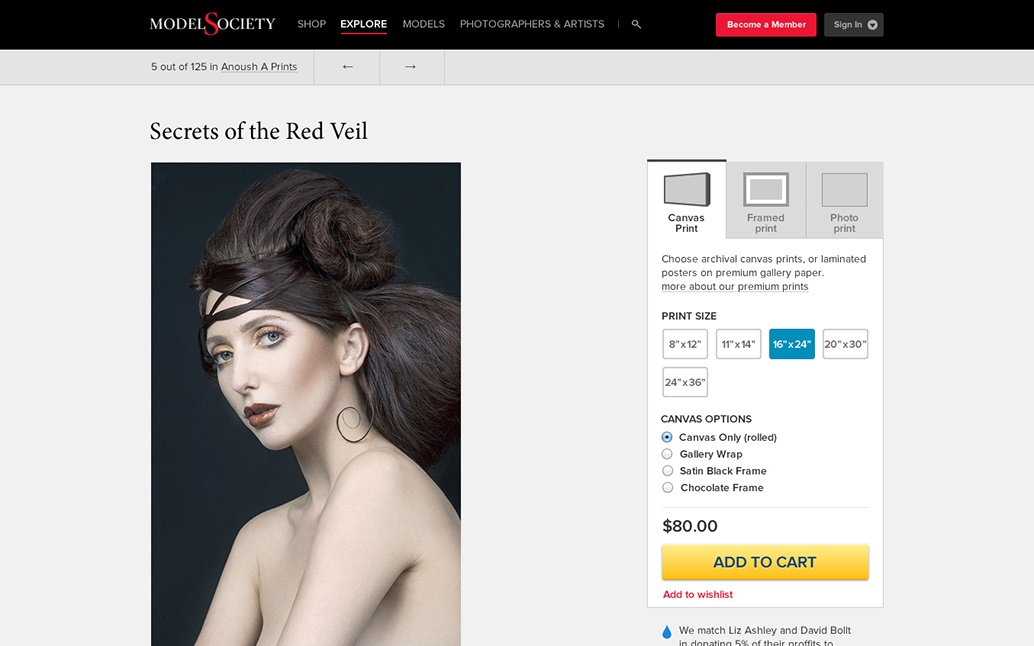 MODELSOCIETY
SHOP
EXPLORE
MODELS
PHOTOGRAPHERS & ARTISTS
Become a Member
Sign In
5 out of 125 in Anoush A Prints
← →
Secrets of the Red Veil
Canvas
Print
Framed
print
Photo
print
Choose archival canvas prints, or laminated
posters on premium gallery paper.
more about our premium prints
PRINT SIZE
8"x12" 11"x14" 16"x24" 20"x30"
24"x36"
CANVAS OPTIONS
Canvas Only (rolled)
Gallery Wrap
Satin Black Frame
Chocolate Frame
$80.00
ADD TO CART
Add to wishlist
We match Liz Ashley and David Bollt
in donating 5% of their proffits to